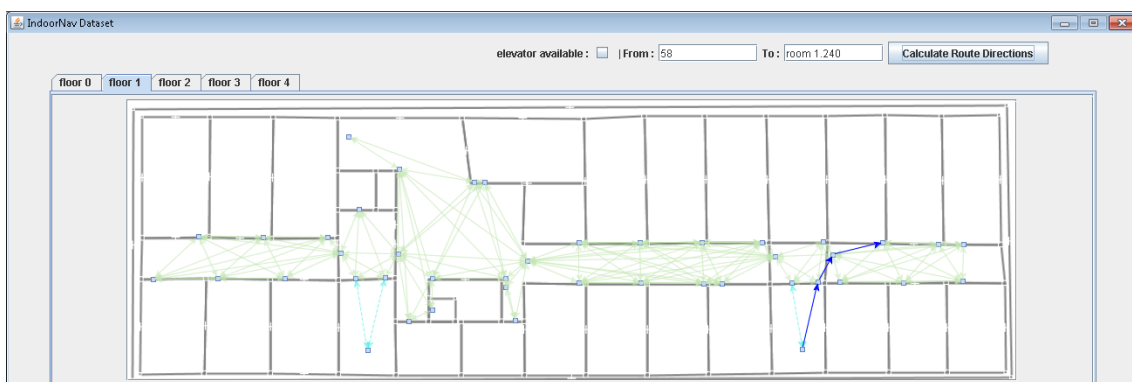 IndoorNav Dataset
elevator available : | From : 58 To : room 1.240 Calculate Route Directions
floor 0 floor 1 floor 2 floor 3 floor 4